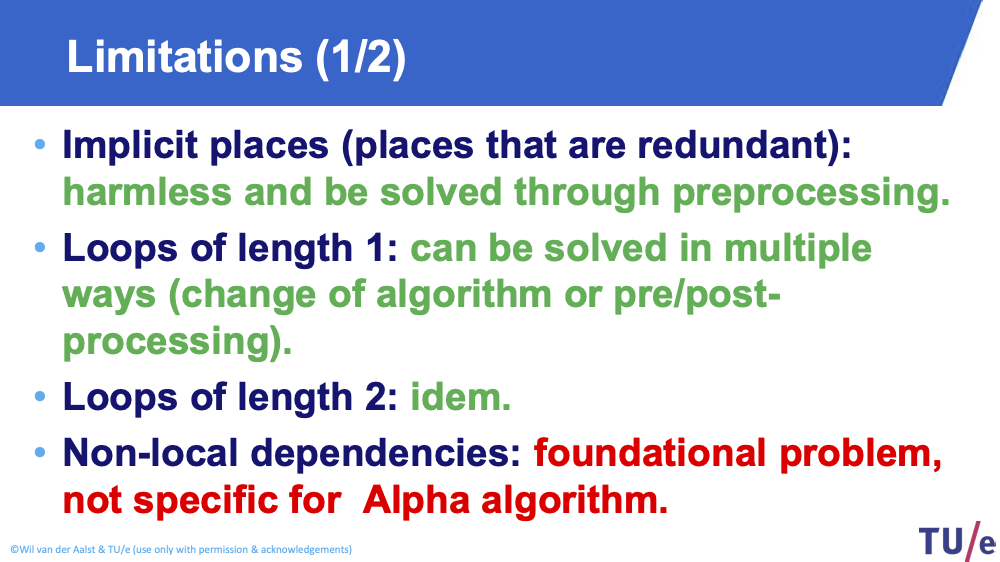 Limitations (1/2)
• Implicit places (places that are redundant):
harmless and be solved through preprocessing.
• Loops of length 1: can be solved in multiple
ways (change of algorithm or pre/post-
processing).
• Loops of length 2: idem.
• Non-local dependencies: foundational problem,
not specific for  Alpha algorithm.
©Wil van der Aalst & TU/e (use only with permission & acknowledgements)
TU/e